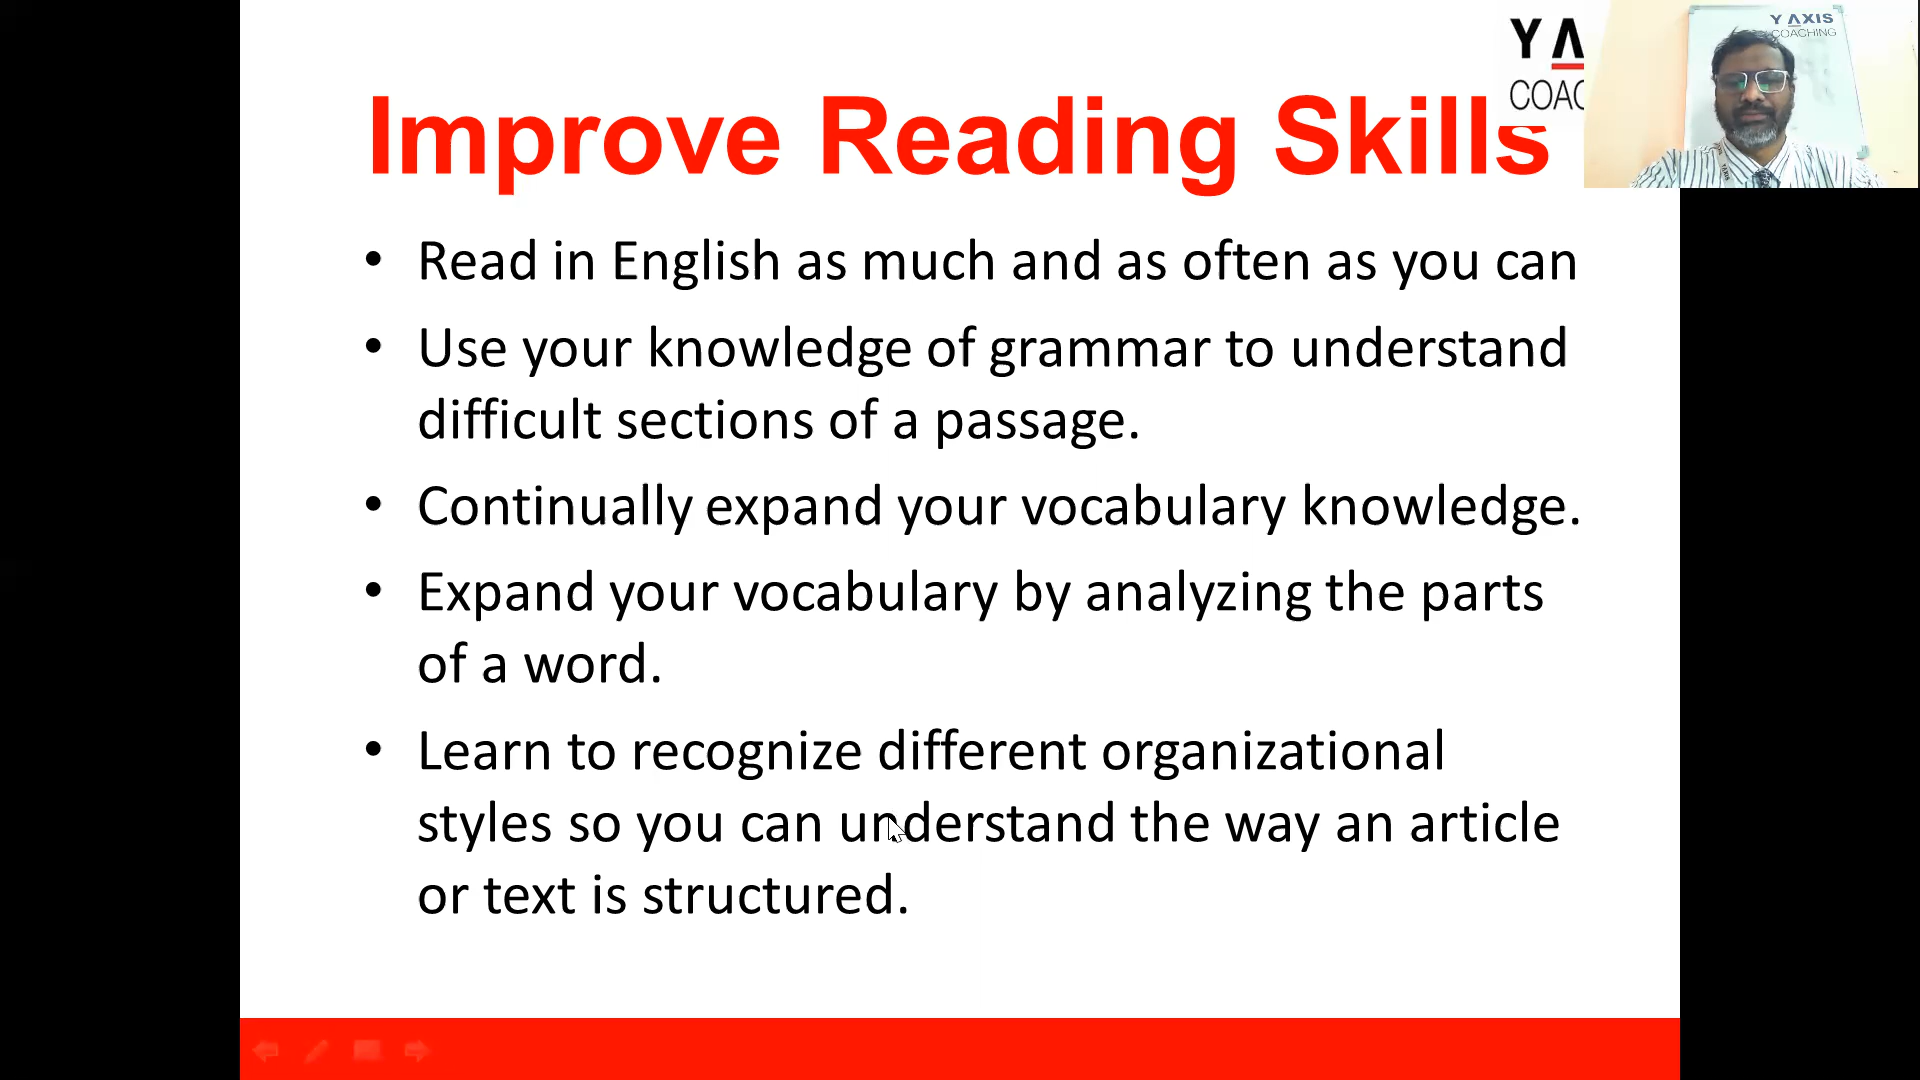 Y Λ
COAC
Y ΛXIS
COACHING
Improve Reading Skills
• Read in English as much and as often as you can
• Use your knowledge of grammar to understand
difficult sections of a passage.
• Continually expand your vocabulary knowledge.
• Expand your vocabulary by analyzing the parts
of a word.
• Learn to recognize different organizational
styles so you can understand the way an article
or text is structured.